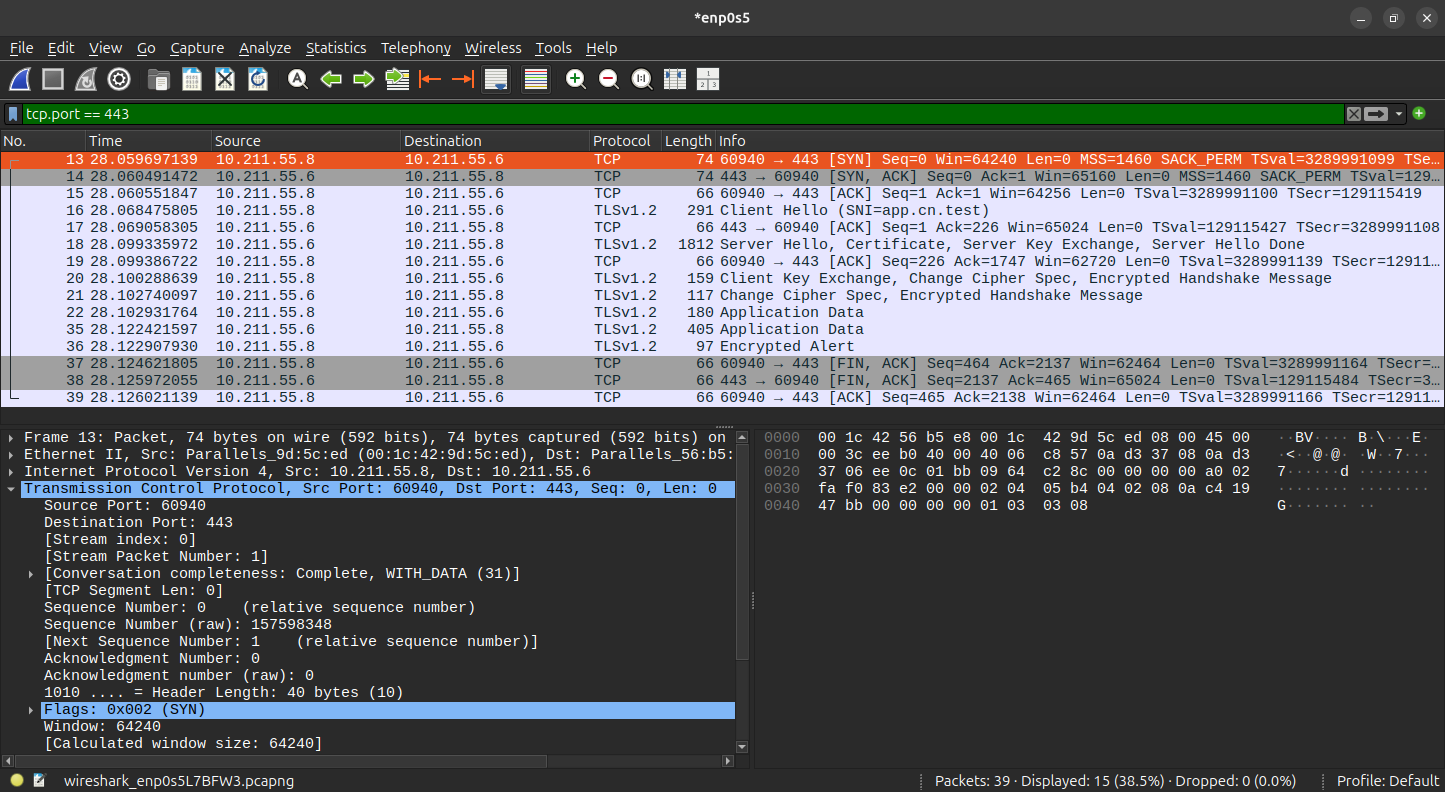 *enp0s5
File Edit View Go Capture Analyze Statistics Telephony Wireless Tools Help
tcp.port == 443
No. Time Source Destination Protocol Length Info
13 28.059697139 10.211.55.8 10.211.55.6 TCP 74 60940 → 443 [SYN] Seq=0 Win=64240 Len=0 MSS=1460 SACK_PERM TSval=3289991099 TSe…
14 28.060491472 10.211.55.6 10.211.55.8 TCP 74 443 → 60940 [SYN, ACK] Seq=0 Ack=1 Win=65160 Len=0 MSS=1460 SACK_PERM TSval=129…
15 28.060551847 10.211.55.8 10.211.55.6 TCP 66 60940 → 443 [ACK] Seq=1 Ack=1 Win=64256 Len=0 TSval=3289991100 TSecr=129115419
16 28.068475805 10.211.55.8 10.211.55.6 TLSv1.2 291 Client Hello (SNI=app.cn.test)
17 28.069058305 10.211.55.6 10.211.55.8 TCP 66 443 → 60940 [ACK] Seq=1 Ack=226 Win=65024 Len=0 TSval=129115427 TSecr=3289991108
18 28.099335972 10.211.55.6 10.211.55.8 TLSv1.2 1812 Server Hello, Certificate, Server Key Exchange, Server Hello Done
19 28.099386722 10.211.55.8 10.211.55.6 TCP 66 60940 → 443 [ACK] Seq=226 Ack=1747 Win=62720 Len=0 TSval=3289991139 TSecr=12911…
20 28.100288639 10.211.55.8 10.211.55.6 TLSv1.2 159 Client Key Exchange, Change Cipher Spec, Encrypted Handshake Message
21 28.102740097 10.211.55.6 10.211.55.8 TLSv1.2 117 Change Cipher Spec, Encrypted Handshake Message
22 28.102931764 10.211.55.8 10.211.55.6 TLSv1.2 180 Application Data
35 28.122421597 10.211.55.6 10.211.55.8 TLSv1.2 405 Application Data
36 28.122907930 10.211.55.8 10.211.55.6 TLSv1.2 97 Encrypted Alert
37 28.124621805 10.211.55.8 10.211.55.6 TCP 66 60940 → 443 [FIN, ACK] Seq=464 Ack=2137 Win=62464 Len=0 TSval=3289991164 TSecr=…
38 28.125972055 10.211.55.6 10.211.55.8 TCP 66 443 → 60940 [FIN, ACK] Seq=2137 Ack=465 Win=65024 Len=0 TSval=129115484 TSecr=3…
39 28.126021139 10.211.55.8 10.211.55.6 TCP 66 60940 → 443 [ACK] Seq=465 Ack=2138 Win=62464 Len=0 TSval=3289991166 TSecr=12911…
Frame 13: Packet, 74 bytes on wire (592 bits), 74 bytes captured (592 bits) on
Ethernet II, Src: Parallels_9d:5c:ed (00:1c:42:9d:5c:ed), Dst: Parallels_56:b5:
Internet Protocol Version 4, Src: 10.211.55.8, Dst: 10.211.55.6
Transmission Control Protocol, Src Port: 60940, Dst Port: 443, Seq: 0, Len: 0
Source Port: 60940
Destination Port: 443
[Stream index: 0]
[Stream Packet Number: 1]
[Conversation completeness: Complete, WITH_DATA (31)]
[TCP Segment Len: 0]
Sequence Number: 0 (relative sequence number)
Sequence Number (raw): 157598348
[Next Sequence Number: 1 (relative sequence number)]
Acknowledgment Number: 0
Acknowledgment number (raw): 0
1010 .... = Header Length: 40 bytes (10)
Flags: 0x002 (SYN)
Window: 64240
[Calculated window size: 64240]
0000 00 1c 42 56 b5 e8 00 1c 42 9d 5c ed 08 00 45 00 ··BV···· B·\···E·
0010 00 3c ee b0 40 00 40 06 c8 57 0a d3 37 08 0a d3 ·<··@·@· ·W··7···
0020 37 06 ee 0c 01 bb 09 64 c2 8c 00 00 00 00 a0 02 7······d ········
0030 fa f0 83 e2 00 00 02 04 05 b4 04 02 08 0a c4 19 ········ ········
0040 47 bb 00 00 00 00 01 03 03 08 G······· ··
wireshark_enp0s5L7BFW3.pcapng
Packets: 39 · Displayed: 15 (38.5%) · Dropped: 0 (0.0%)
Profile: Default